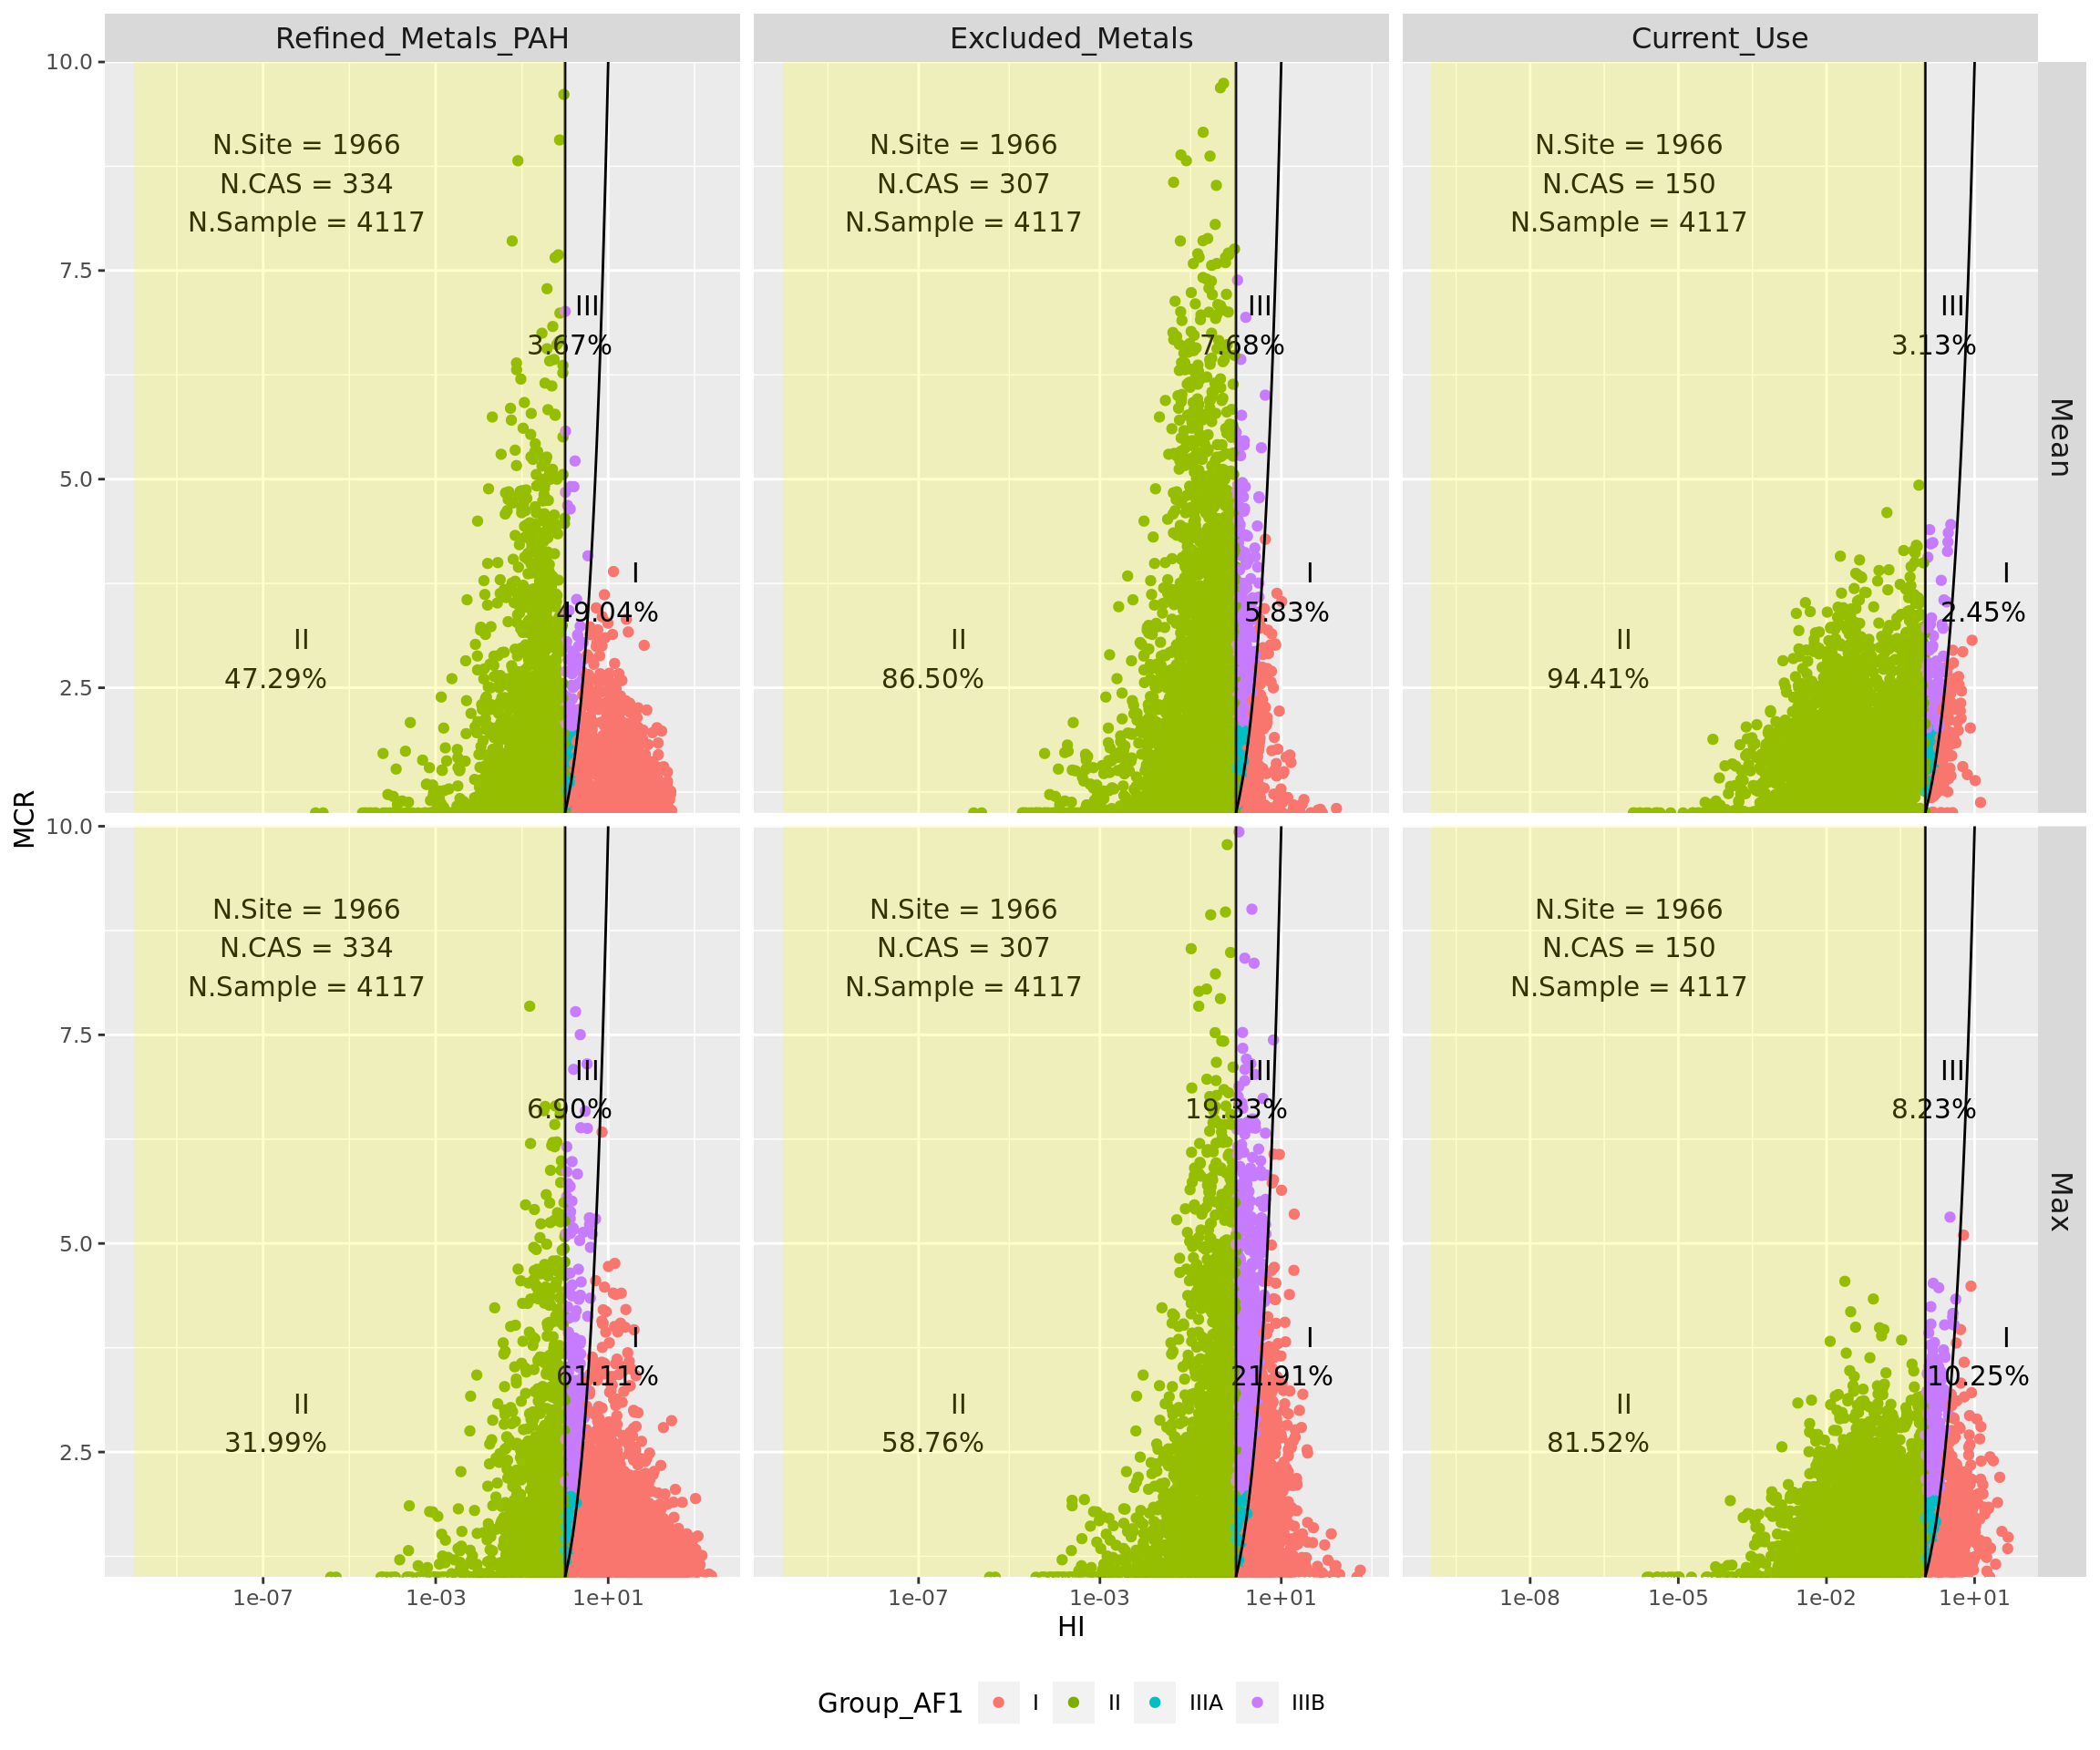 Refined_Metals_PAH
Excluded_Metals
Current_Use
10.0
7.5
5.0
2.5
N.Site = 1966
N.CAS = 334
N.Sample = 4117
III
3.67%
I
49.04%
II
47.29%
N.Site = 1966
N.CAS = 307
N.Sample = 4117
III
7.68%
I
5.83%
II
86.50%
N.Site = 1966
N.CAS = 150
N.Sample = 4117
III
3.13%
I
2.45%
II
94.41%
Mean
MCR
10.0
7.5
5.0
2.5
N.Site = 1966
N.CAS = 334
N.Sample = 4117
III
6.90%
I
61.11%
II
31.99%
N.Site = 1966
N.CAS = 307
N.Sample = 4117
III
19.33%
I
21.91%
II
58.76%
N.Site = 1966
N.CAS = 150
N.Sample = 4117
III
8.23%
I
10.25%
II
81.52%
Max
1e-07 1e-03 1e+01
1e-07 1e-03 1e+01
1e-08 1e-05 1e-02 1e+01
HI
Group_AF1 I II IIIA IIIB